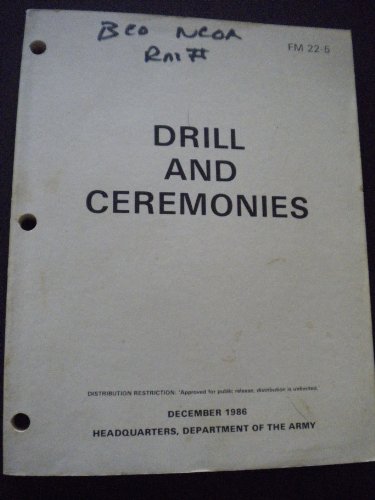 Bco NCOA
Rm#
FM 22-5
DRILL
AND
CEREMONIES
DISTRIBUTION RESTRICTION: Approved for public release, distribution is unlimited.
DECEMBER 1986
HEADQUARTERS, DEPARTMENT OF THE ARMY